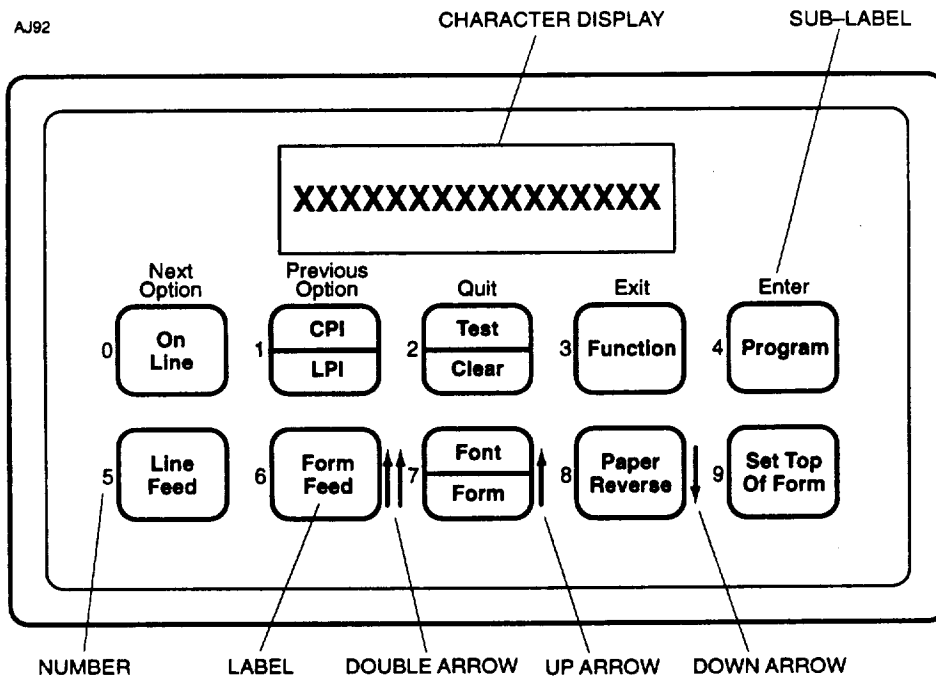 AJ92
CHARACTER DISPLAY
SUB–LABEL
XXXXXXXXXXXXXXXX
Next
Option
Previous
Option
Quit
Exit
Enter
0
On
Line
1
CPI
LPI
2
Test
Clear
3
Function
4
Program
5
Line
Feed
6
Form
Feed
7
Font
Form
8
Paper
Reverse
9
Set Top
Of Form
NUMBER
LABEL
DOUBLE ARROW
UP ARROW
DOWN ARROW